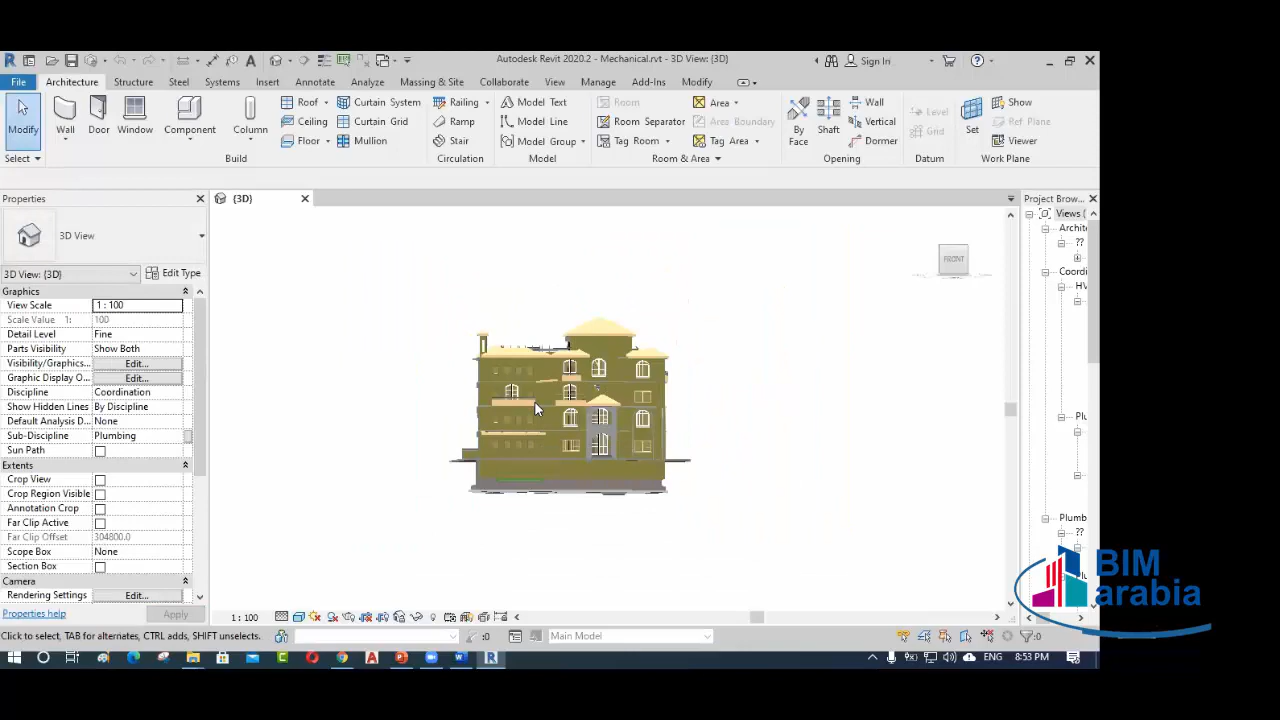 Autodesk Revit 2020.2 - Mechanical.rvt - 3D View: {3D}
Sign In
File Architecture Structure Steel Systems Insert Annotate Analyze Massing & Site Collaborate View Manage Add-Ins Modify
Modify
Wall
Door
Window
Component
Column
Roof
Ceiling
Floor
Curtain System
Curtain Grid
Mullion
Railing
Ramp
Stair
Model Text
Model Line
Model Group
Room
Room Separator
Tag Room
Area
Area Boundary
Tag Area
By
Face
Shaft
Wall
Vertical
Dormer
Level
Grid
Set
Show
Ref Plane
Viewer
Select Build Circulation Model Room & Area Opening Datum Work Plane
Properties
3D View
3D View: {3D} Edit Type
Graphics
View Scale 1 : 100
Scale Value 1: 100
Detail Level Fine
Parts Visibility Show Both
Visibility/Graphics... Edit...
Graphic Display O... Edit...
Discipline Coordination
Show Hidden Lines By Discipline
Default Analysis D... None
Sub-Discipline Plumbing
Sun Path
Extents
Crop View
Crop Region Visible
Annotation Crop
Far Clip Active
Far Clip Offset 304800.0
Scope Box None
Section Box
Camera
Rendering Settings Edit...
Properties help Apply
{3D}
FRONT
Project Brow...
Views (
Archite
??
Coordi
HV
Plu
Plumb
??
1 : 100
Click to select, TAB for alternates, CTRL adds, SHIFT unselects.
:0
Main Model
:0
ENG 8:53 PM
BIM
arabia